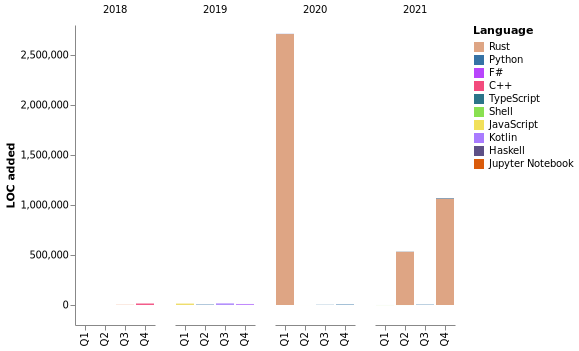 2018 2019 2020 2021
LOC added
2,500,000
2,000,000
1,500,000
1,000,000
500,000
0
Q1 Q2 Q3 Q4 Q1 Q2 Q3 Q4 Q1 Q2 Q3 Q4 Q1 Q2 Q3 Q4
Language
Rust
Python
F#
C++
TypeScript
Shell
JavaScript
Kotlin
Haskell
Jupyter Notebook